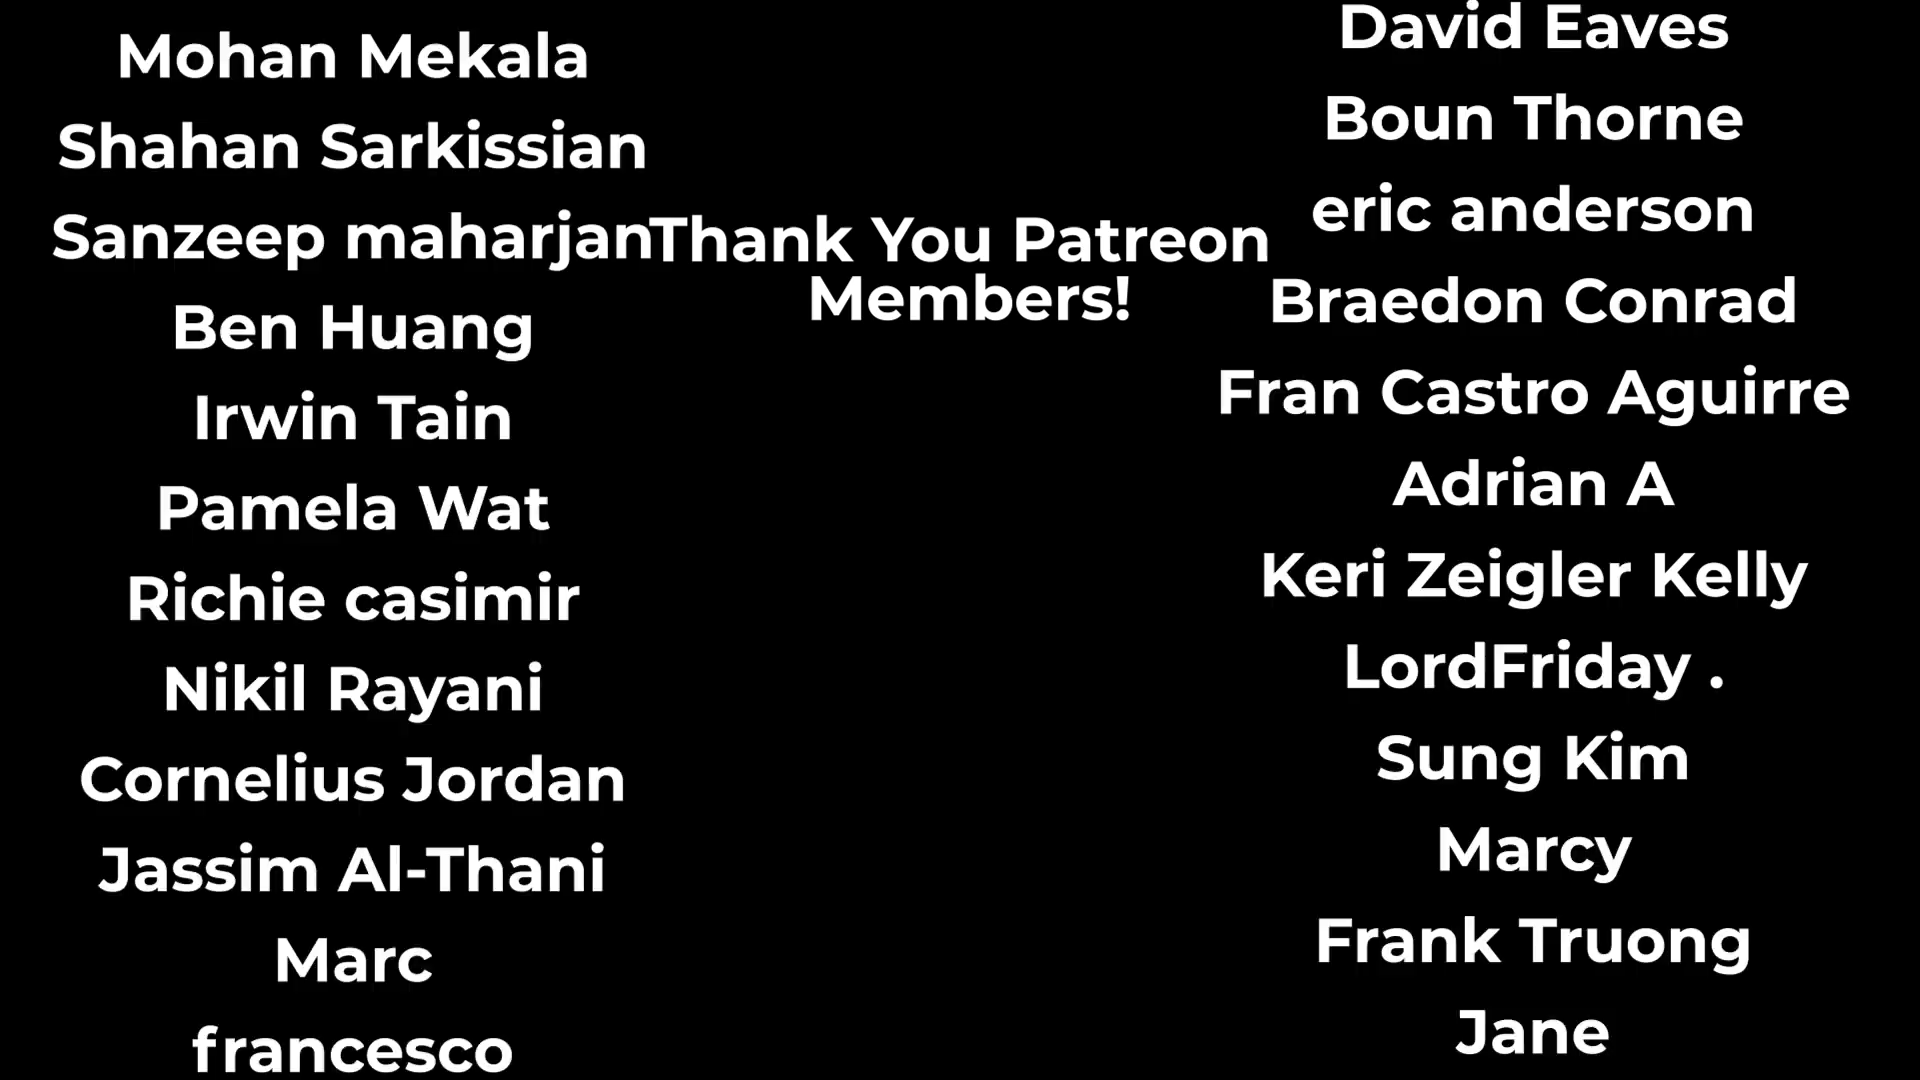 Mohan Mekala
Shahan Sarkissian
Sanzeep maharjan
Ben Huang
Irwin Tain
Pamela Wat
Richie casimir
Nikil Rayani
Cornelius Jordan
Jassim Al-Thani
Marc
francesco
Thank You Patreon
Members!
David Eaves
Boun Thorne
eric anderson
Braedon Conrad
Fran Castro Aguirre
Adrian A
Keri Zeigler Kelly
LordFriday .
Sung Kim
Marcy
Frank Truong
Jane